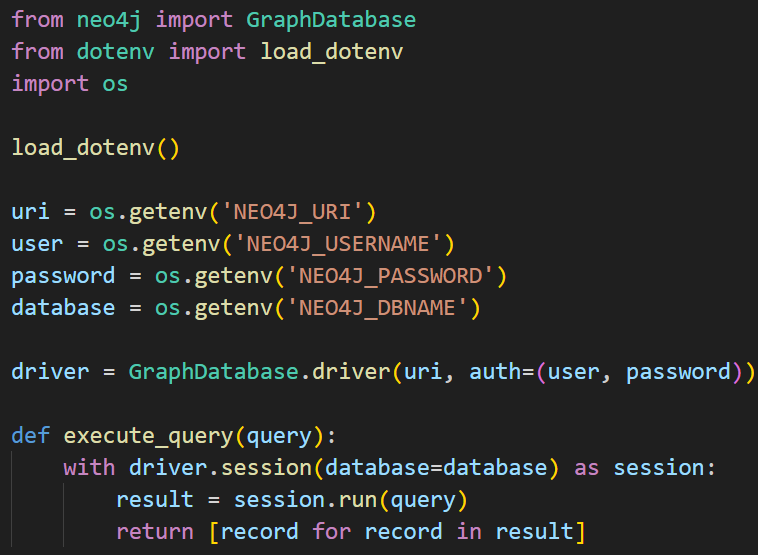 from neo4j import GraphDatabase
from dotenv import load_dotenv
import os
load_dotenv()
uri = os.getenv('NEO4J_URI')
user = os.getenv('NEO4J_USERNAME')
password = os.getenv('NEO4J_PASSWORD')
database = os.getenv('NEO4J_DBNAME')
driver = GraphDatabase.driver(uri, auth=(user, password))
def execute_query(query):
    with driver.session(database=database) as session:
        result = session.run(query)
        return [record for record in result]